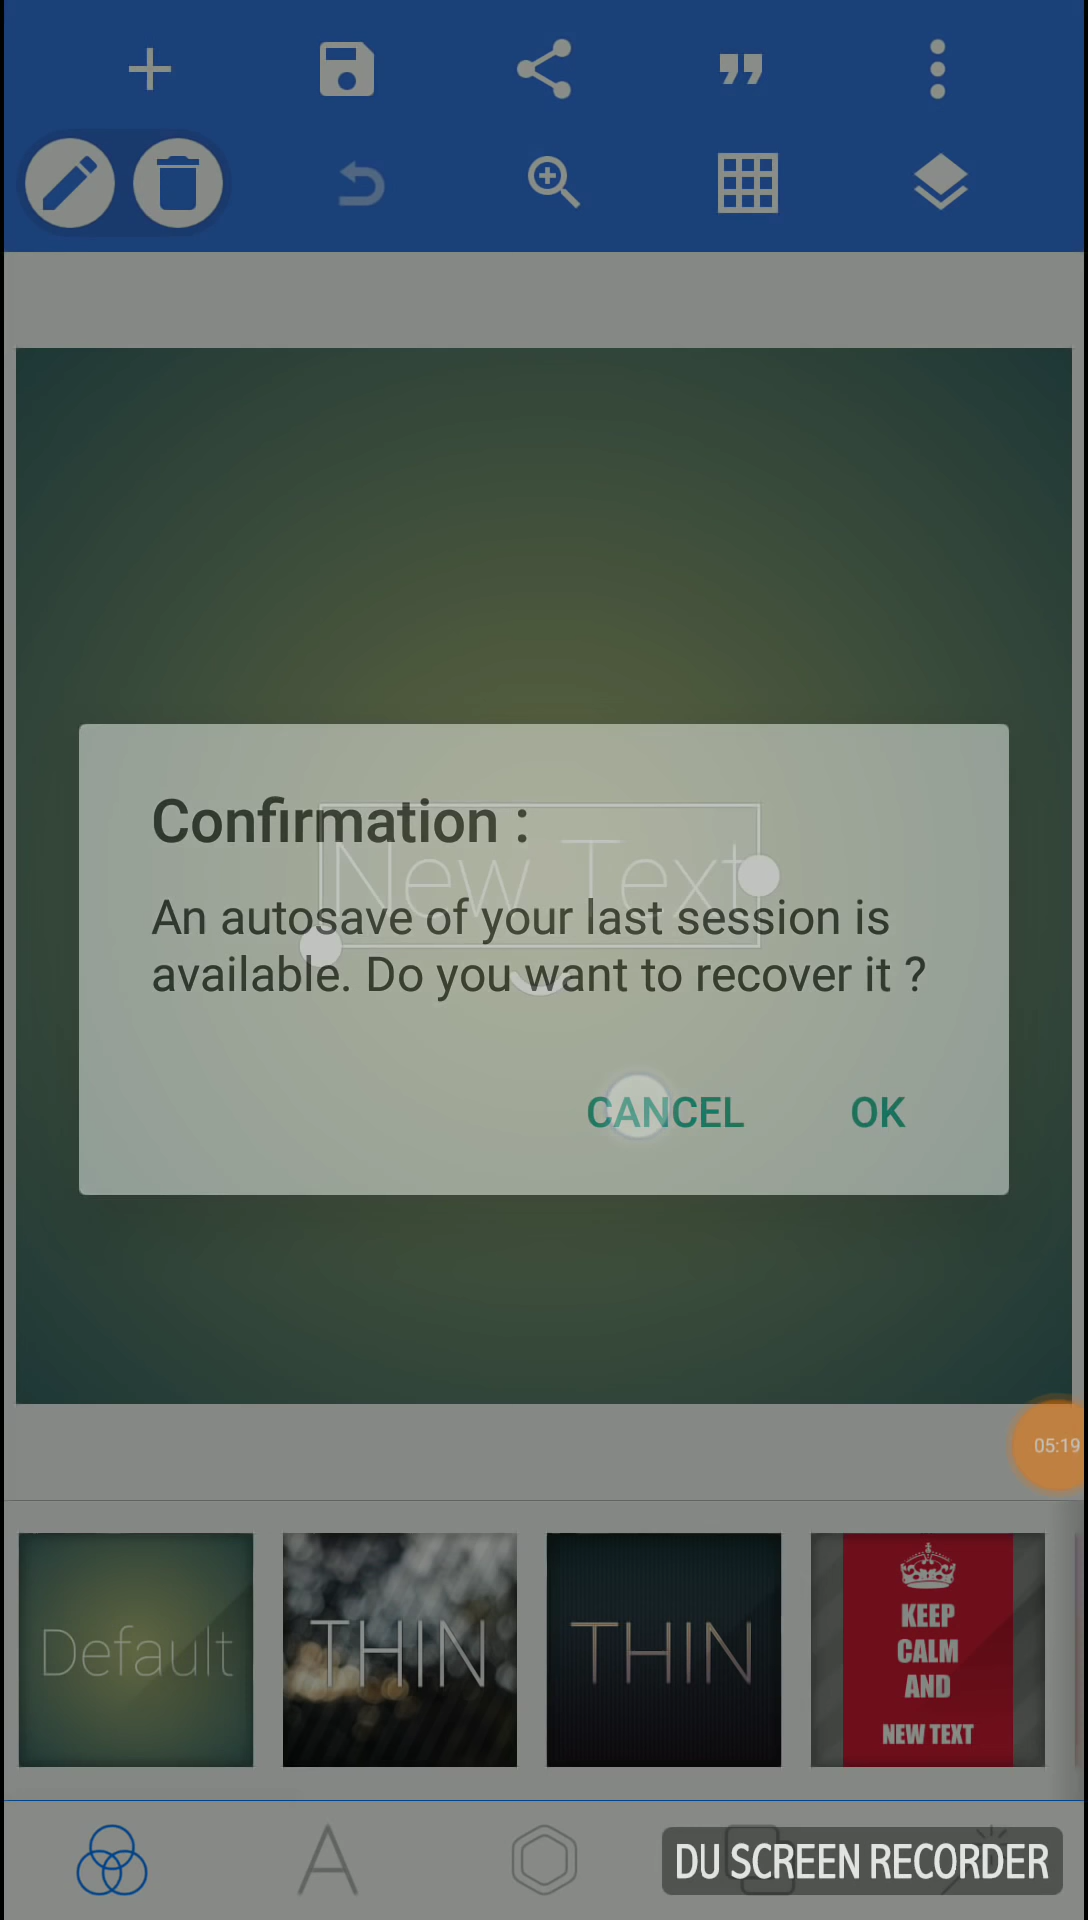 Confirmation :
New Text
An autosave of your last session is
available. Do you want to recover it ?
CANCEL OK
05:19
Default
THIN
THIN
KEEP
CALM
AND
NEW TEXT
A
DU SCREEN RECORDER